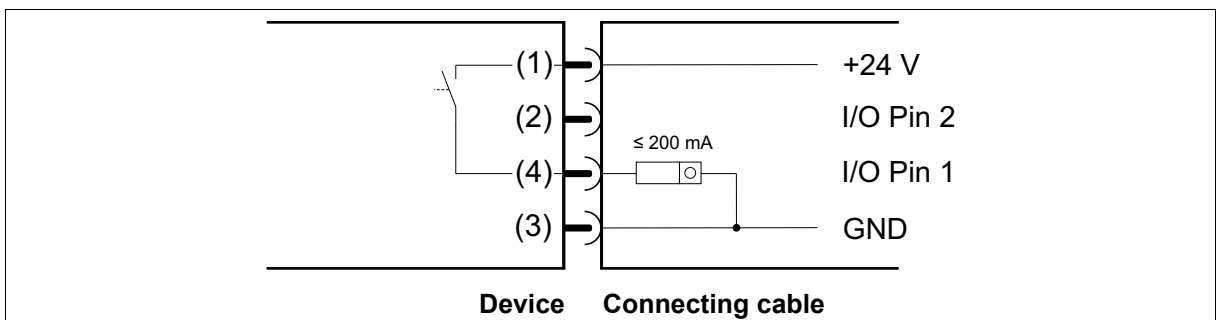 (1) +24 V
(2) I/O Pin 2
≤ 200 mA
(4) I/O Pin 1
(3) GND
Device Connecting cable